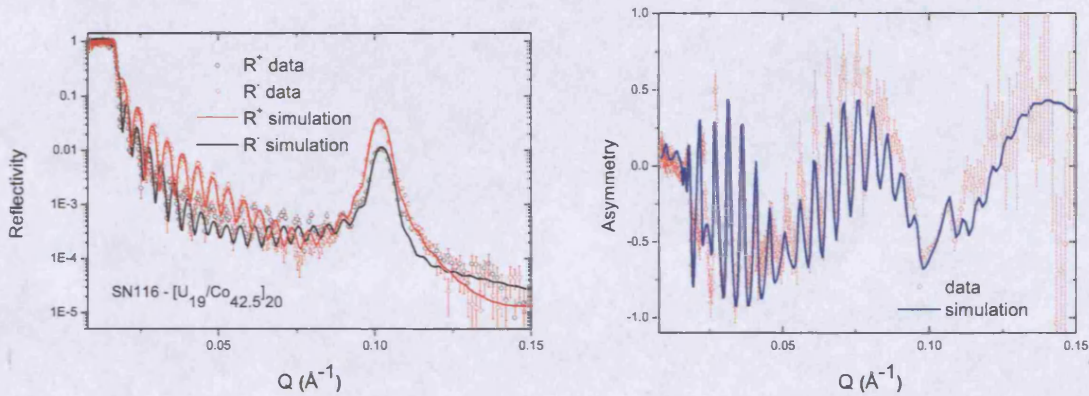 1
0.1
0.01
1E-3
1E-4
1E-5
Reflectivity
R+ data
R- data
R+ simulation
R- simulation
SN116 - [U19/Co42.5]20
0.05
0.10
0.15
Q (Å-1)
1.0
0.5
0.0
-0.5
-1.0
Asymmetry
data
simulation
0.05
0.10
0.15
Q (Å-1)